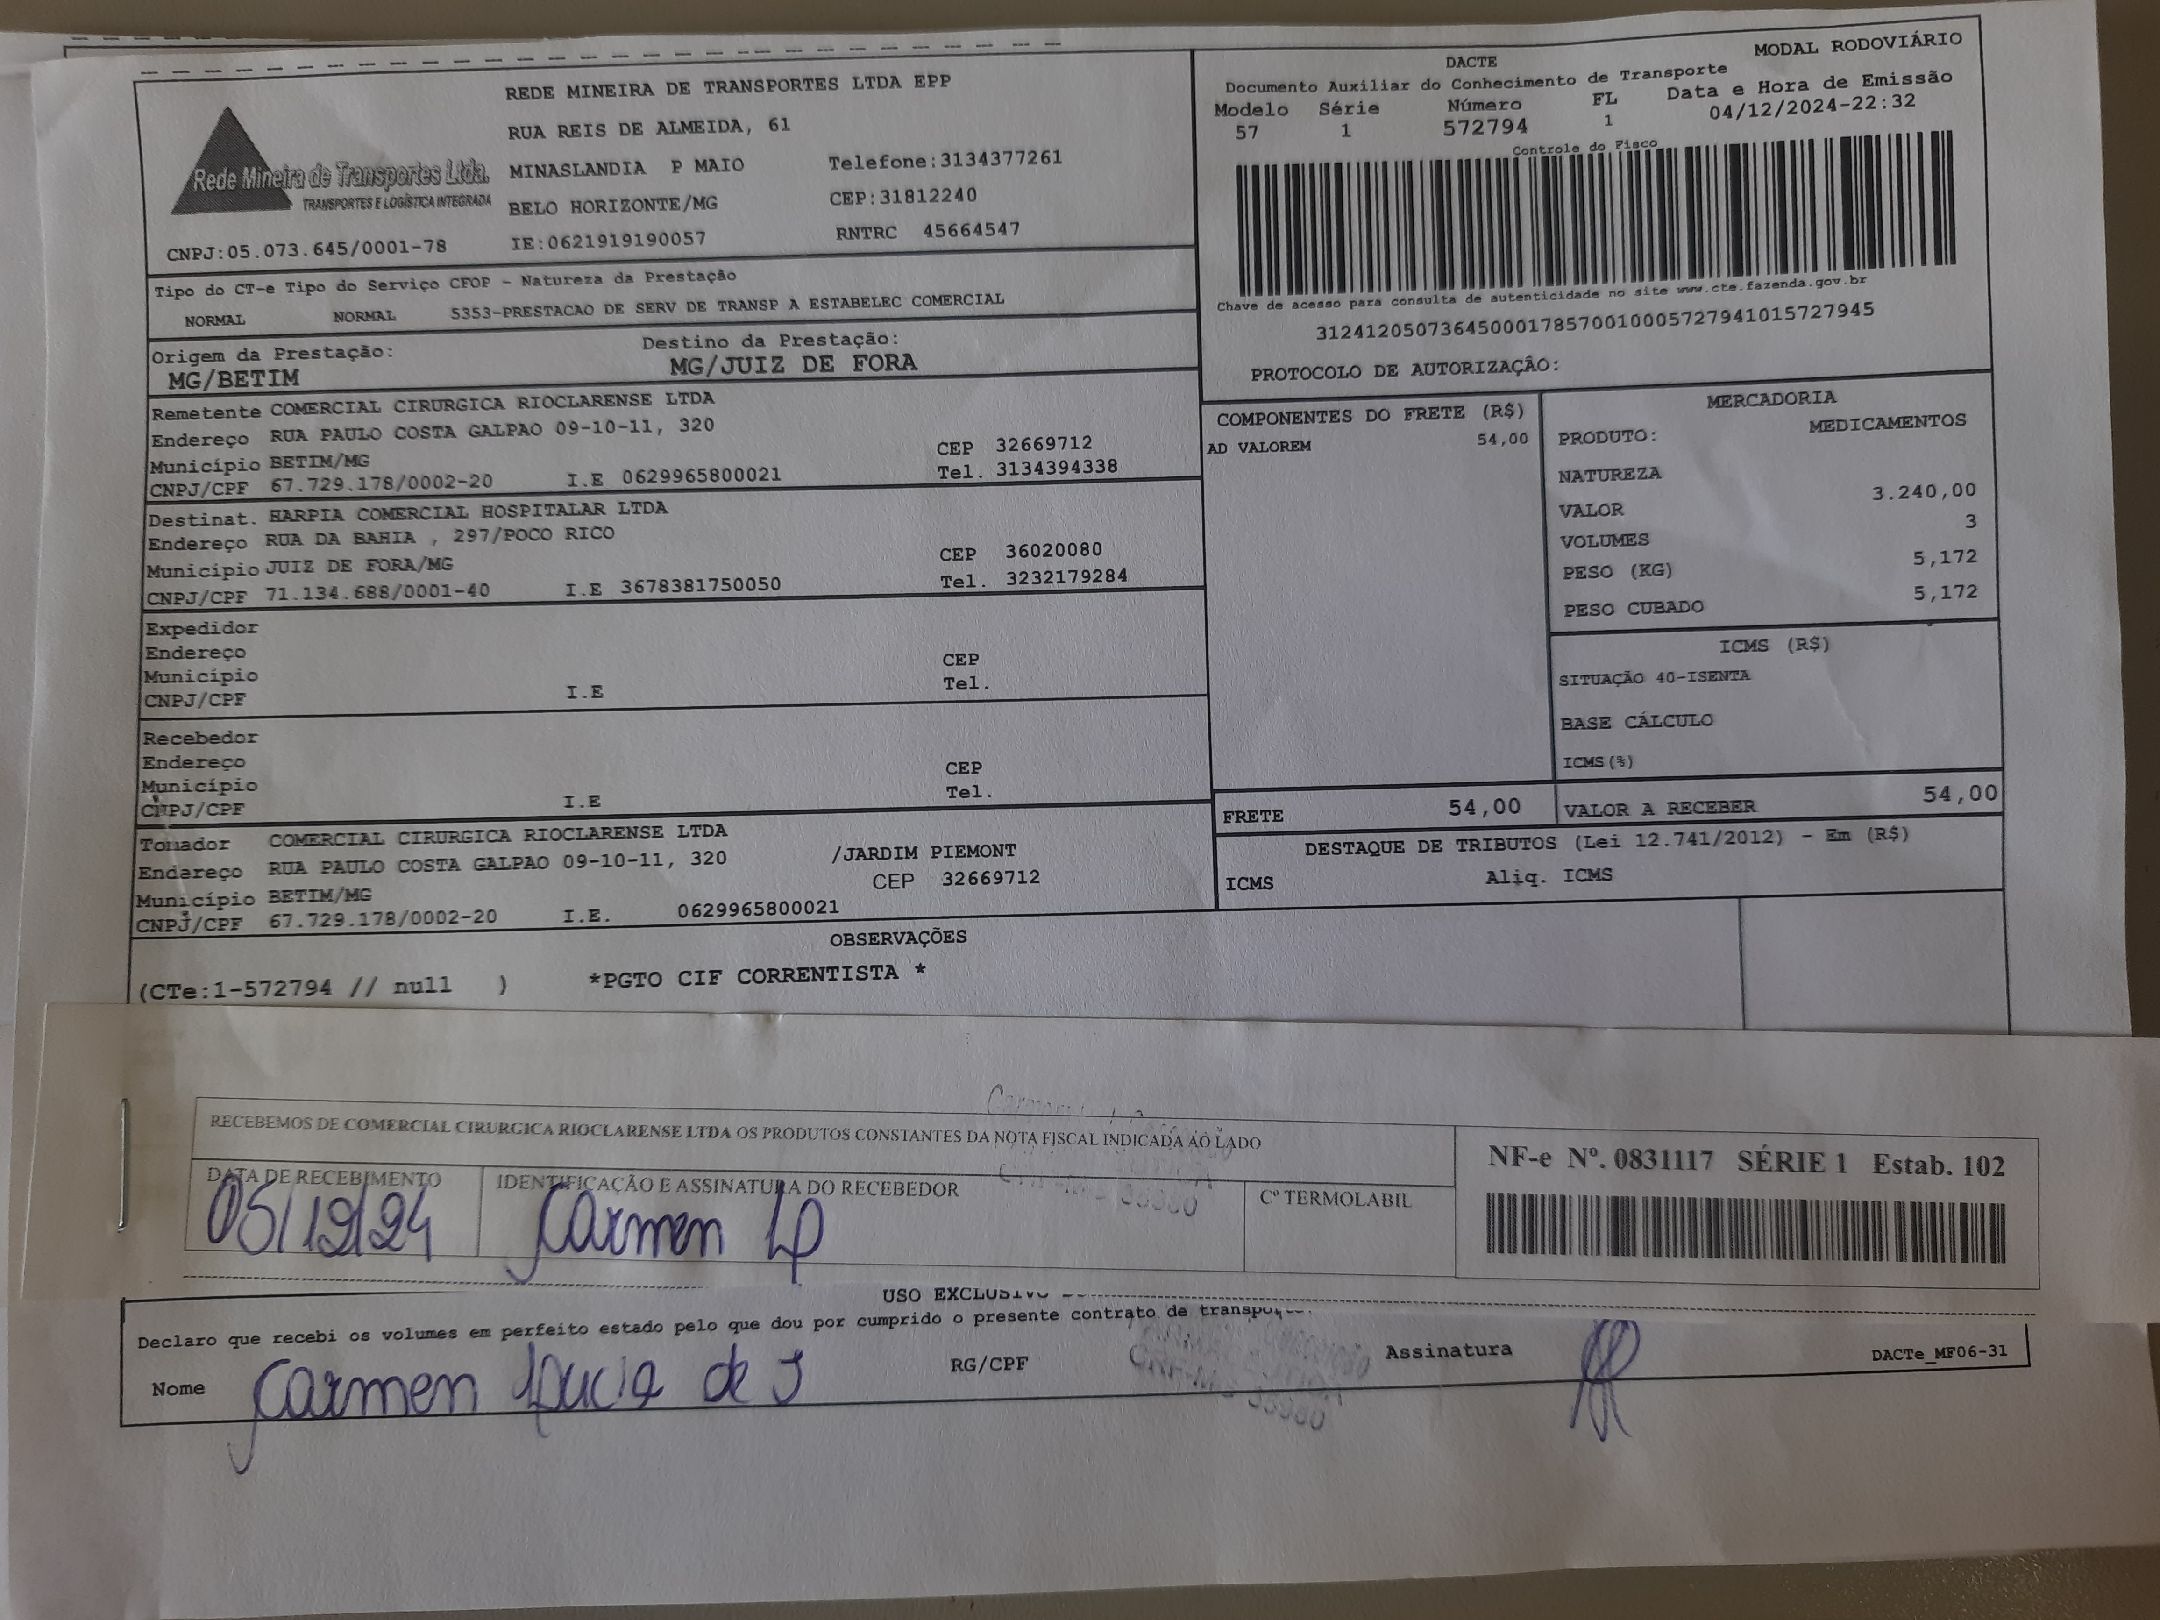 REDE MINEIRA DE TRANSPORTES LTDA EPP
RUA REIS DE ALMEIDA, 61
MINASLANDIA P MAIO Telefone:3134377261
BELO HORIZONTE/MG CEP:31812240
CNPJ:05.073.645/0001-78 IE:0621919190057 RNTRC 45664547
Rede Mineira de Transportes Ltda.
TRANSPORTES E LOGÍSTICA INTEGRADA
DACTE MODAL RODOVIÁRIO
Documento Auxiliar do Conhecimento de Transporte
Modelo Série Número FL Data e Hora de Emissão
57 1 572794 1 04/12/2024-22:32
Controle do Fisco
Chave de acesso para consulta de autenticidade no site www.cte.fazenda.gov.br
31241205073645000178570010005727941015727945
PROTOCOLO DE AUTORIZAÇÃO:
Tipo do CT-e Tipo do Serviço CFOP - Natureza da Prestação
NORMAL NORMAL 5353-PRESTACAO DE SERV DE TRANSP A ESTABELEC COMERCIAL
Origem da Prestação: Destino da Prestação:
MG/BETIM MG/JUIZ DE FORA
Remetente COMERCIAL CIRURGICA RIOCLARENSE LTDA
Endereço RUA PAULO COSTA GALPAO 09-10-11, 320
Município BETIM/MG CEP 32669712
CNPJ/CPF 67.729.178/0002-20 I.E 0629965800021 Tel. 3134394338
Destinat. HARPIA COMERCIAL HOSPITALAR LTDA
Endereço RUA DA BAHIA , 297/POCO RICO
Município JUIZ DE FORA/MG CEP 36020080
CNPJ/CPF 71.134.688/0001-40 I.E 3678381750050 Tel. 3232179284
Expedidor
Endereço
Município CEP
CNPJ/CPF I.E Tel.
Recebedor
Endereço
Município CEP
CNPJ/CPF I.E Tel.
Tomador COMERCIAL CIRURGICA RIOCLARENSE LTDA
Endereço RUA PAULO COSTA GALPAO 09-10-11, 320 /JARDIM PIEMONT
Município BETIM/MG CEP 32669712
CNPJ/CPF 67.729.178/0002-20 I.E. 0629965800021
COMPONENTES DO FRETE (R$)
AD VALOREM 54,00
MERCADORIA
PRODUTO: MEDICAMENTOS
NATUREZA
VALOR 3.240,00
VOLUMES 3
PESO (KG) 5,172
PESO CUBADO 5,172
ICMS (R$)
SITUAÇÃO 40-ISENTA
BASE CÁLCULO
ICMS(%)
FRETE 54,00 VALOR A RECEBER 54,00
DESTAQUE DE TRIBUTOS (Lei 12.741/2012) - Em (R$)
ICMS Aliq. ICMS
OBSERVAÇÕES
(CTe:1-572794 // null ) *PGTO CIF CORRENTISTA *
RECEBEMOS DE COMERCIAL CIRURGICA RIOCLARENSE LTDA OS PRODUTOS CONSTANTES DA NOTA FISCAL INDICADA AO LADO
DATA DE RECEBIMENTO IDENTIFICAÇÃO E ASSINATURA DO RECEBEDOR Cº TERMOLABIL
05/12/24 Carmen
NF-e Nº. 0831117 SÉRIE 1 Estab. 102
USO EXCLUSIVO
Declaro que recebi os volumes em perfeito estado pelo que dou por cumprido o presente contrato de transporte.
Nome Carmen Lucia de S RG/CPF Assinatura DACTe_MF06-31